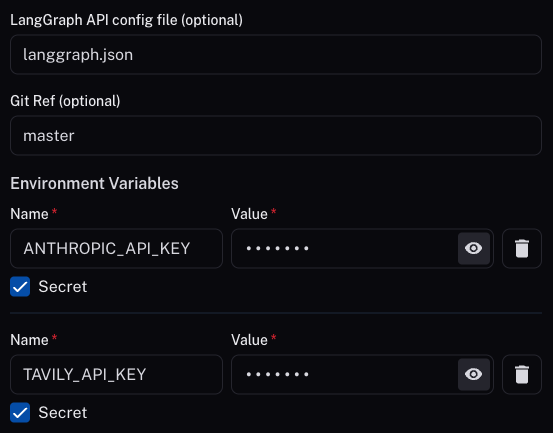 LangGraph API config file (optional)
langgraph.json
Git Ref (optional)
master
Environment Variables
Name * Value *
ANTHROPIC_API_KEY •••••••
Secret
Name * Value *
TAVILY_API_KEY •••••••
Secret